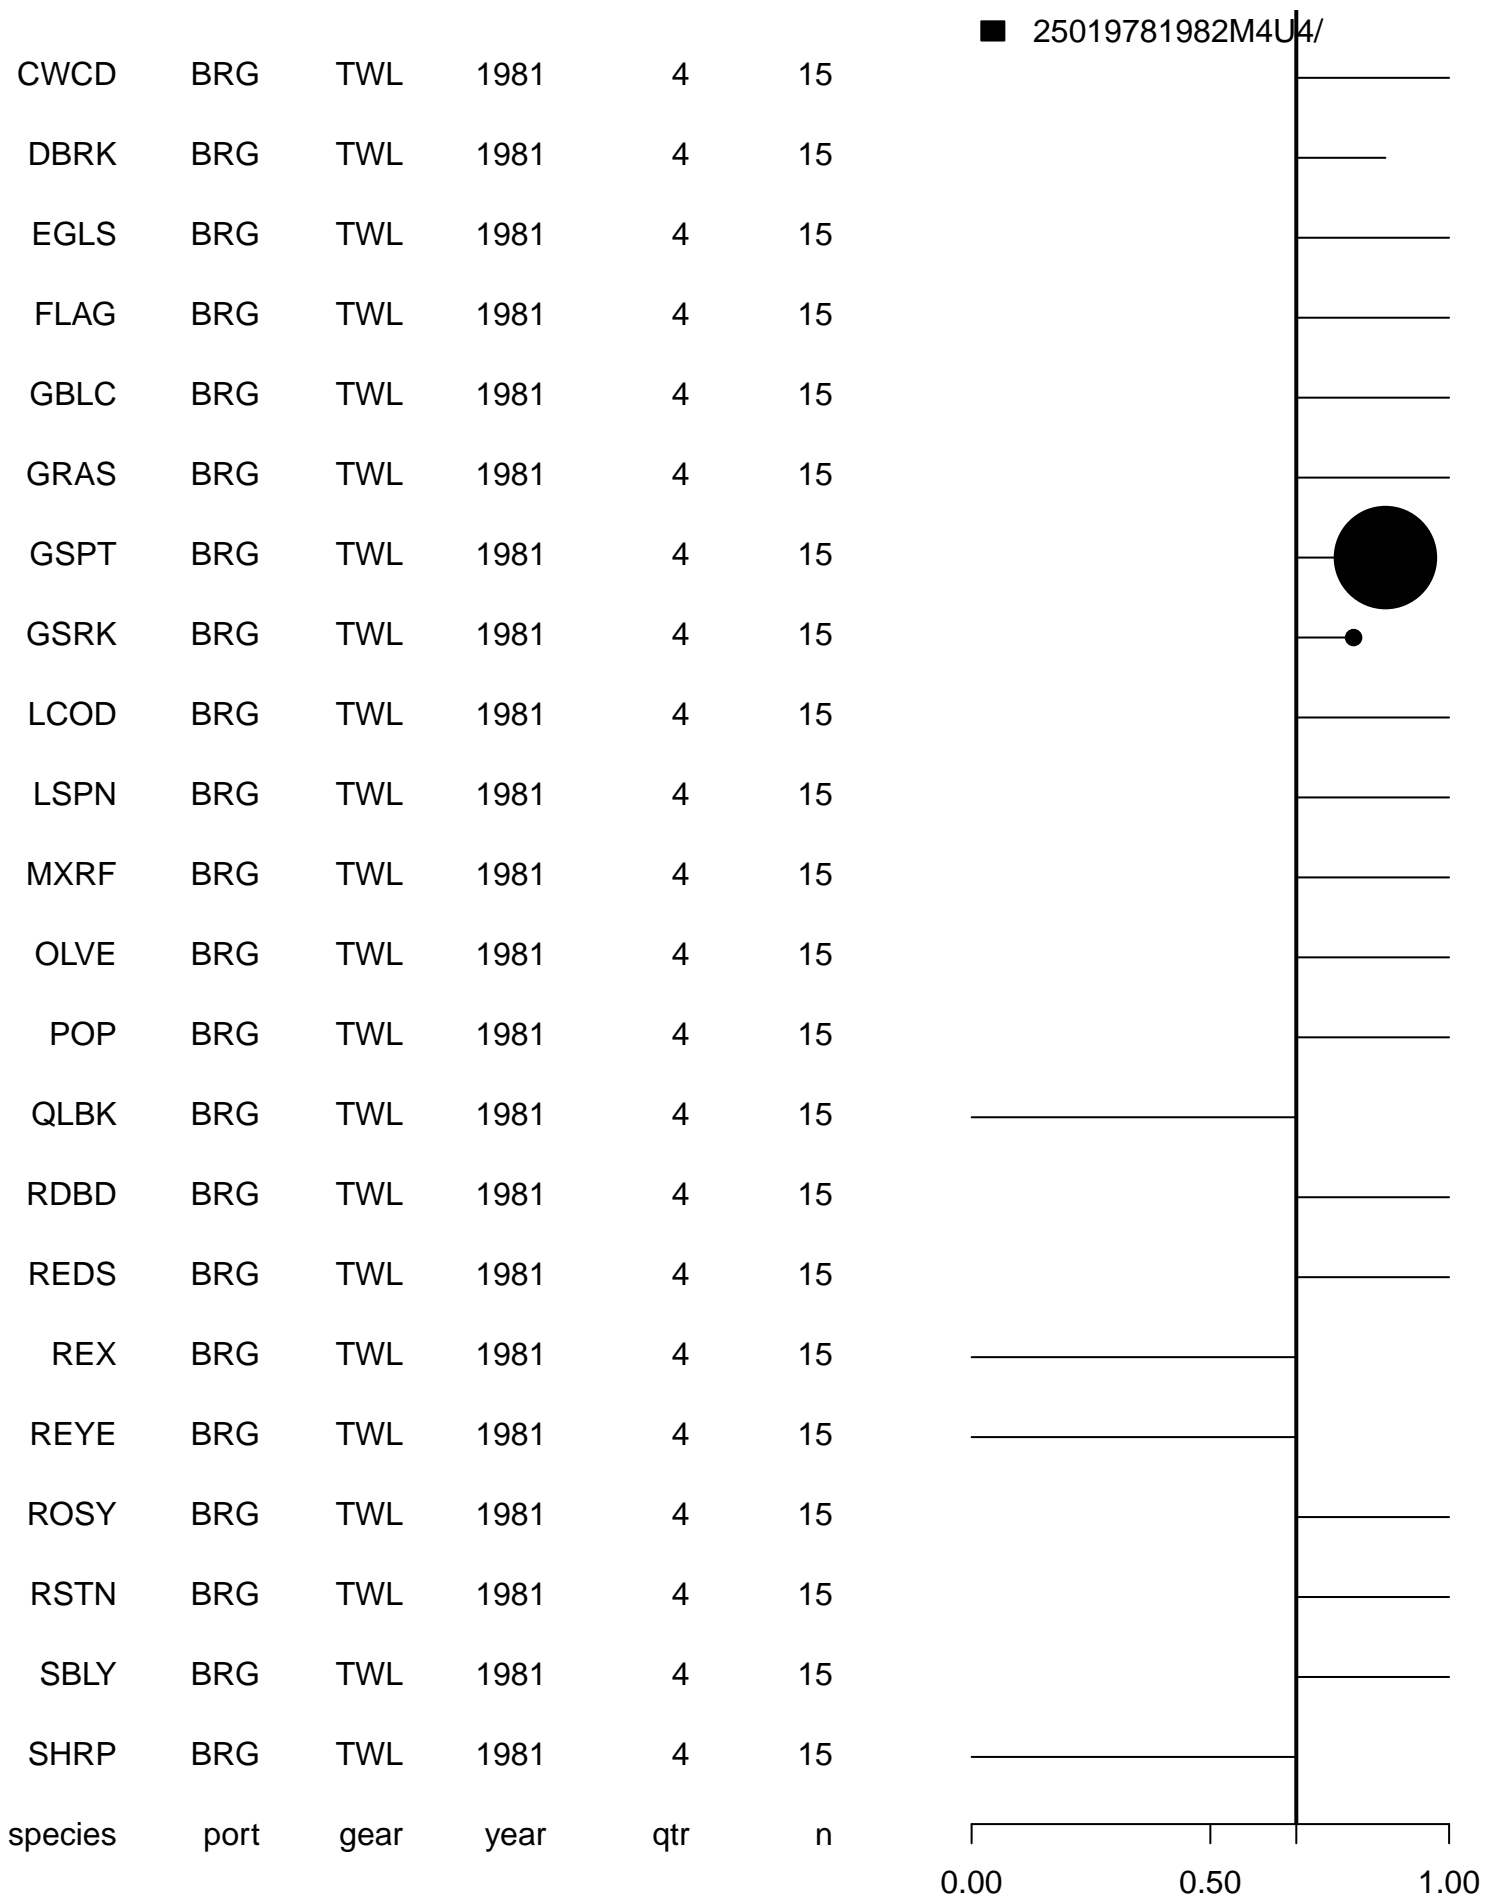 25019781982M4U4/
CWCD BRG TWL 1981 4 15
DBRK BRG TWL 1981 4 15
EGLS BRG TWL 1981 4 15
FLAG BRG TWL 1981 4 15
GBLC BRG TWL 1981 4 15
GRAS BRG TWL 1981 4 15
GSPT BRG TWL 1981 4 15
GSRK BRG TWL 1981 4 15
LCOD BRG TWL 1981 4 15
LSPN BRG TWL 1981 4 15
MXRF BRG TWL 1981 4 15
OLVE BRG TWL 1981 4 15
POP BRG TWL 1981 4 15
QLBK BRG TWL 1981 4 15
RDBD BRG TWL 1981 4 15
REDS BRG TWL 1981 4 15
REX BRG TWL 1981 4 15
REYE BRG TWL 1981 4 15
ROSY BRG TWL 1981 4 15
RSTN BRG TWL 1981 4 15
SBLY BRG TWL 1981 4 15
SHRP BRG TWL 1981 4 15
species port gear year qtr n
0.00 0.50 1.00